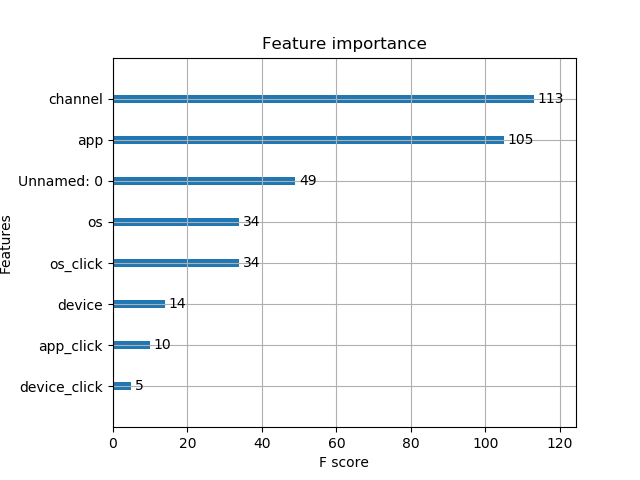 Feature importance
Features
channel 113
app 105
Unnamed: 0 49
os 34
os_click 34
device 14
app_click 10
device_click 5
0 20 40 60 80 100 120
F score